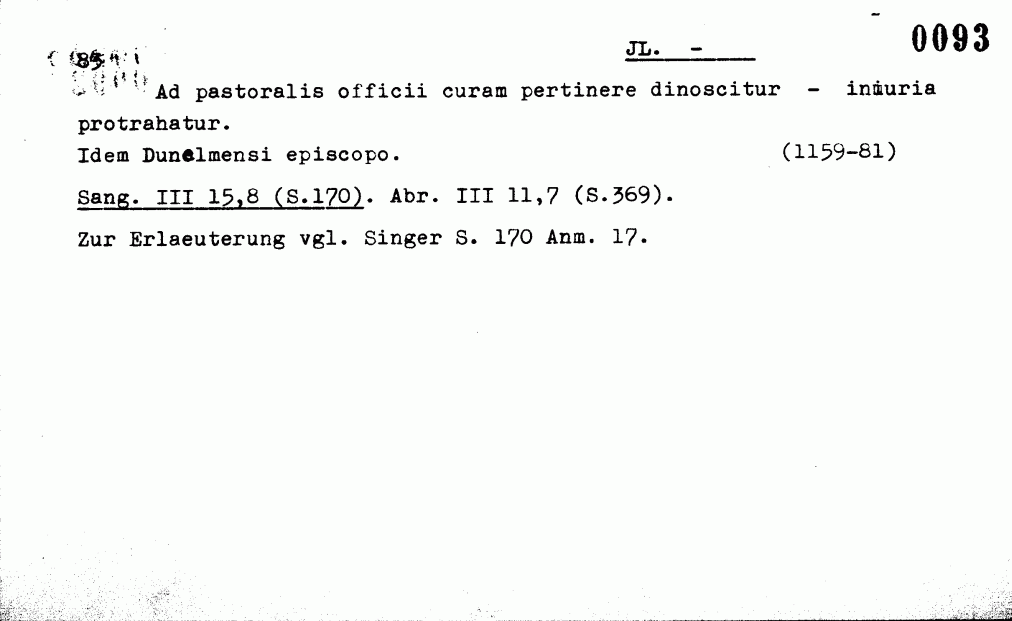 JL. - 0093
85
Ad pastoralis officii curam pertinere dinoscitur - iniuria
protrahatur.
Idem Dunelmensi episcopo. (1159-81)
Sang. III 15,8 (S.170). Abr. III 11,7 (S.369).
Zur Erlaeuterung vgl. Singer S. 170 Anm. 17.